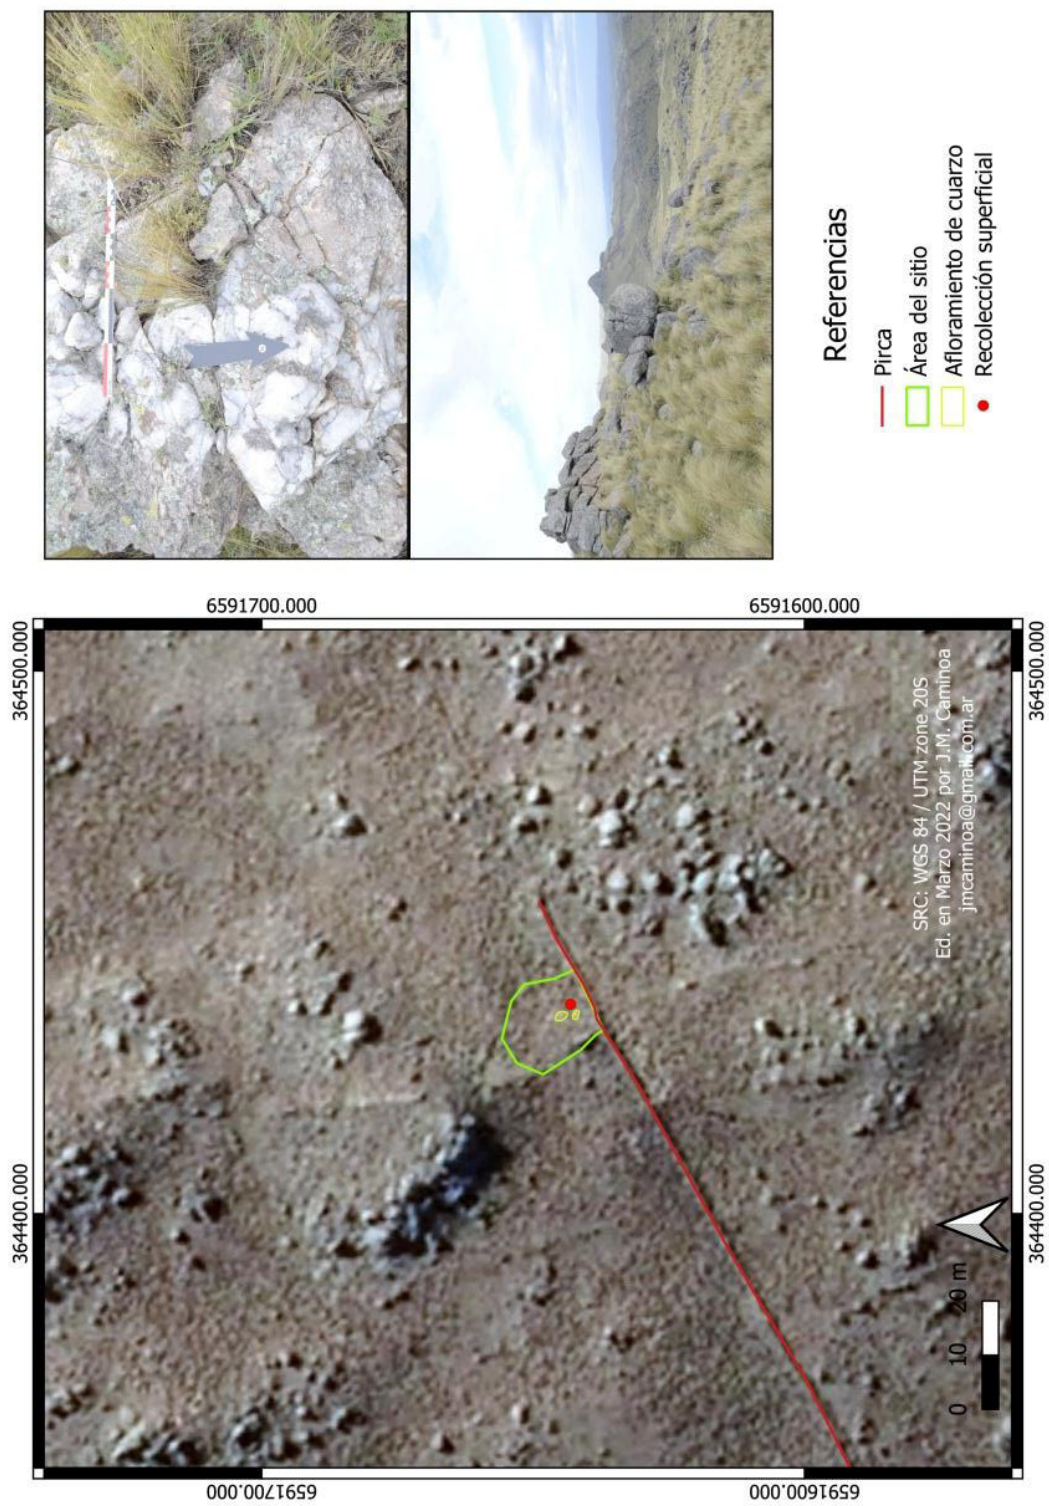 364400.000
364500.000
6591700.000
6591700.000
6591600.000
6591600.000
0 10 20 m
SRC: WGS 84 / UTM zone 20S
Ed. en Marzo 2022 por J.M. Caminoa
jmcaminoa@gmail.com.ar
364400.000
364500.000
Referencias
Pirca
Área del sitio
Afloramiento de cuarzo
Recolección superficial